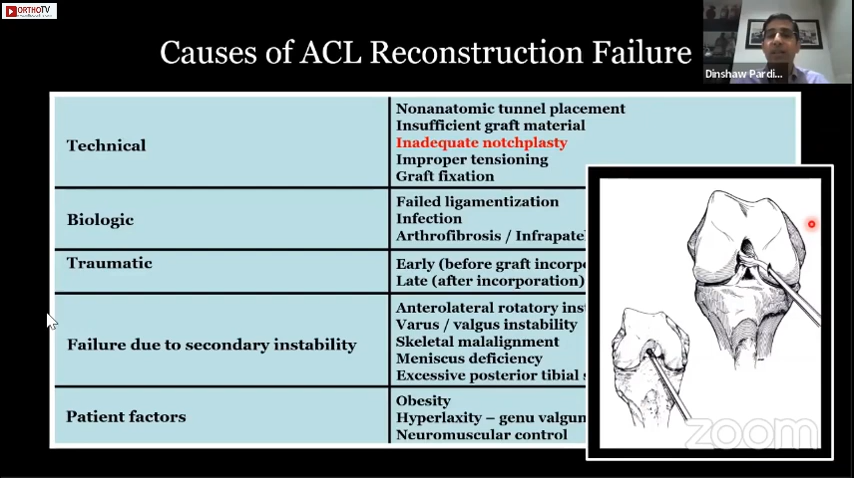 ORTHOTV
Dinshaw Pardi...
Causes of ACL Reconstruction Failure
Technical
Nonanatomic tunnel placement
Insufficient graft material
Inadequate notchplasty
Improper tensioning
Graft fixation
Biologic
Failed ligamentization
Infection
Arthrofibrosis / Infrapate
Traumatic
Early (before graft incorp
Late (after incorporation)
Failure due to secondary instability
Anterolateral rotatory ins
Varus / valgus instability
Skeletal malalignment
Meniscus deficiency
Excessive posterior tibial s
Patient factors
Obesity
Hyperlaxity – genu valgum
Neuromuscular control
zoom